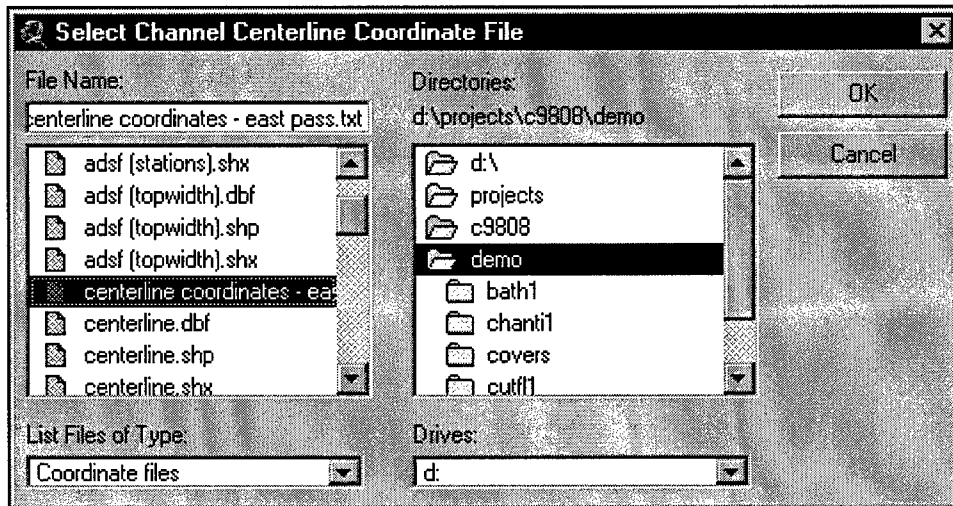 Select Channel Centerline Coordinate File
File Name:
centerline coordinates - east pass.txt
adsf (stations).shx
adsf (topwidth).dbf
adsf (topwidth).shp
adsf (topwidth).shx
centerline coordinates - eas
centerline.dbf
centerline.shp
centerline.shx
List Files of Type:
Coordinate files
Directories:
d:\projects\c9808\demo
d:\
projects
c9808
demo
bath1
chanti1
covers
cutfl1
Drives:
d:
OK
Cancel